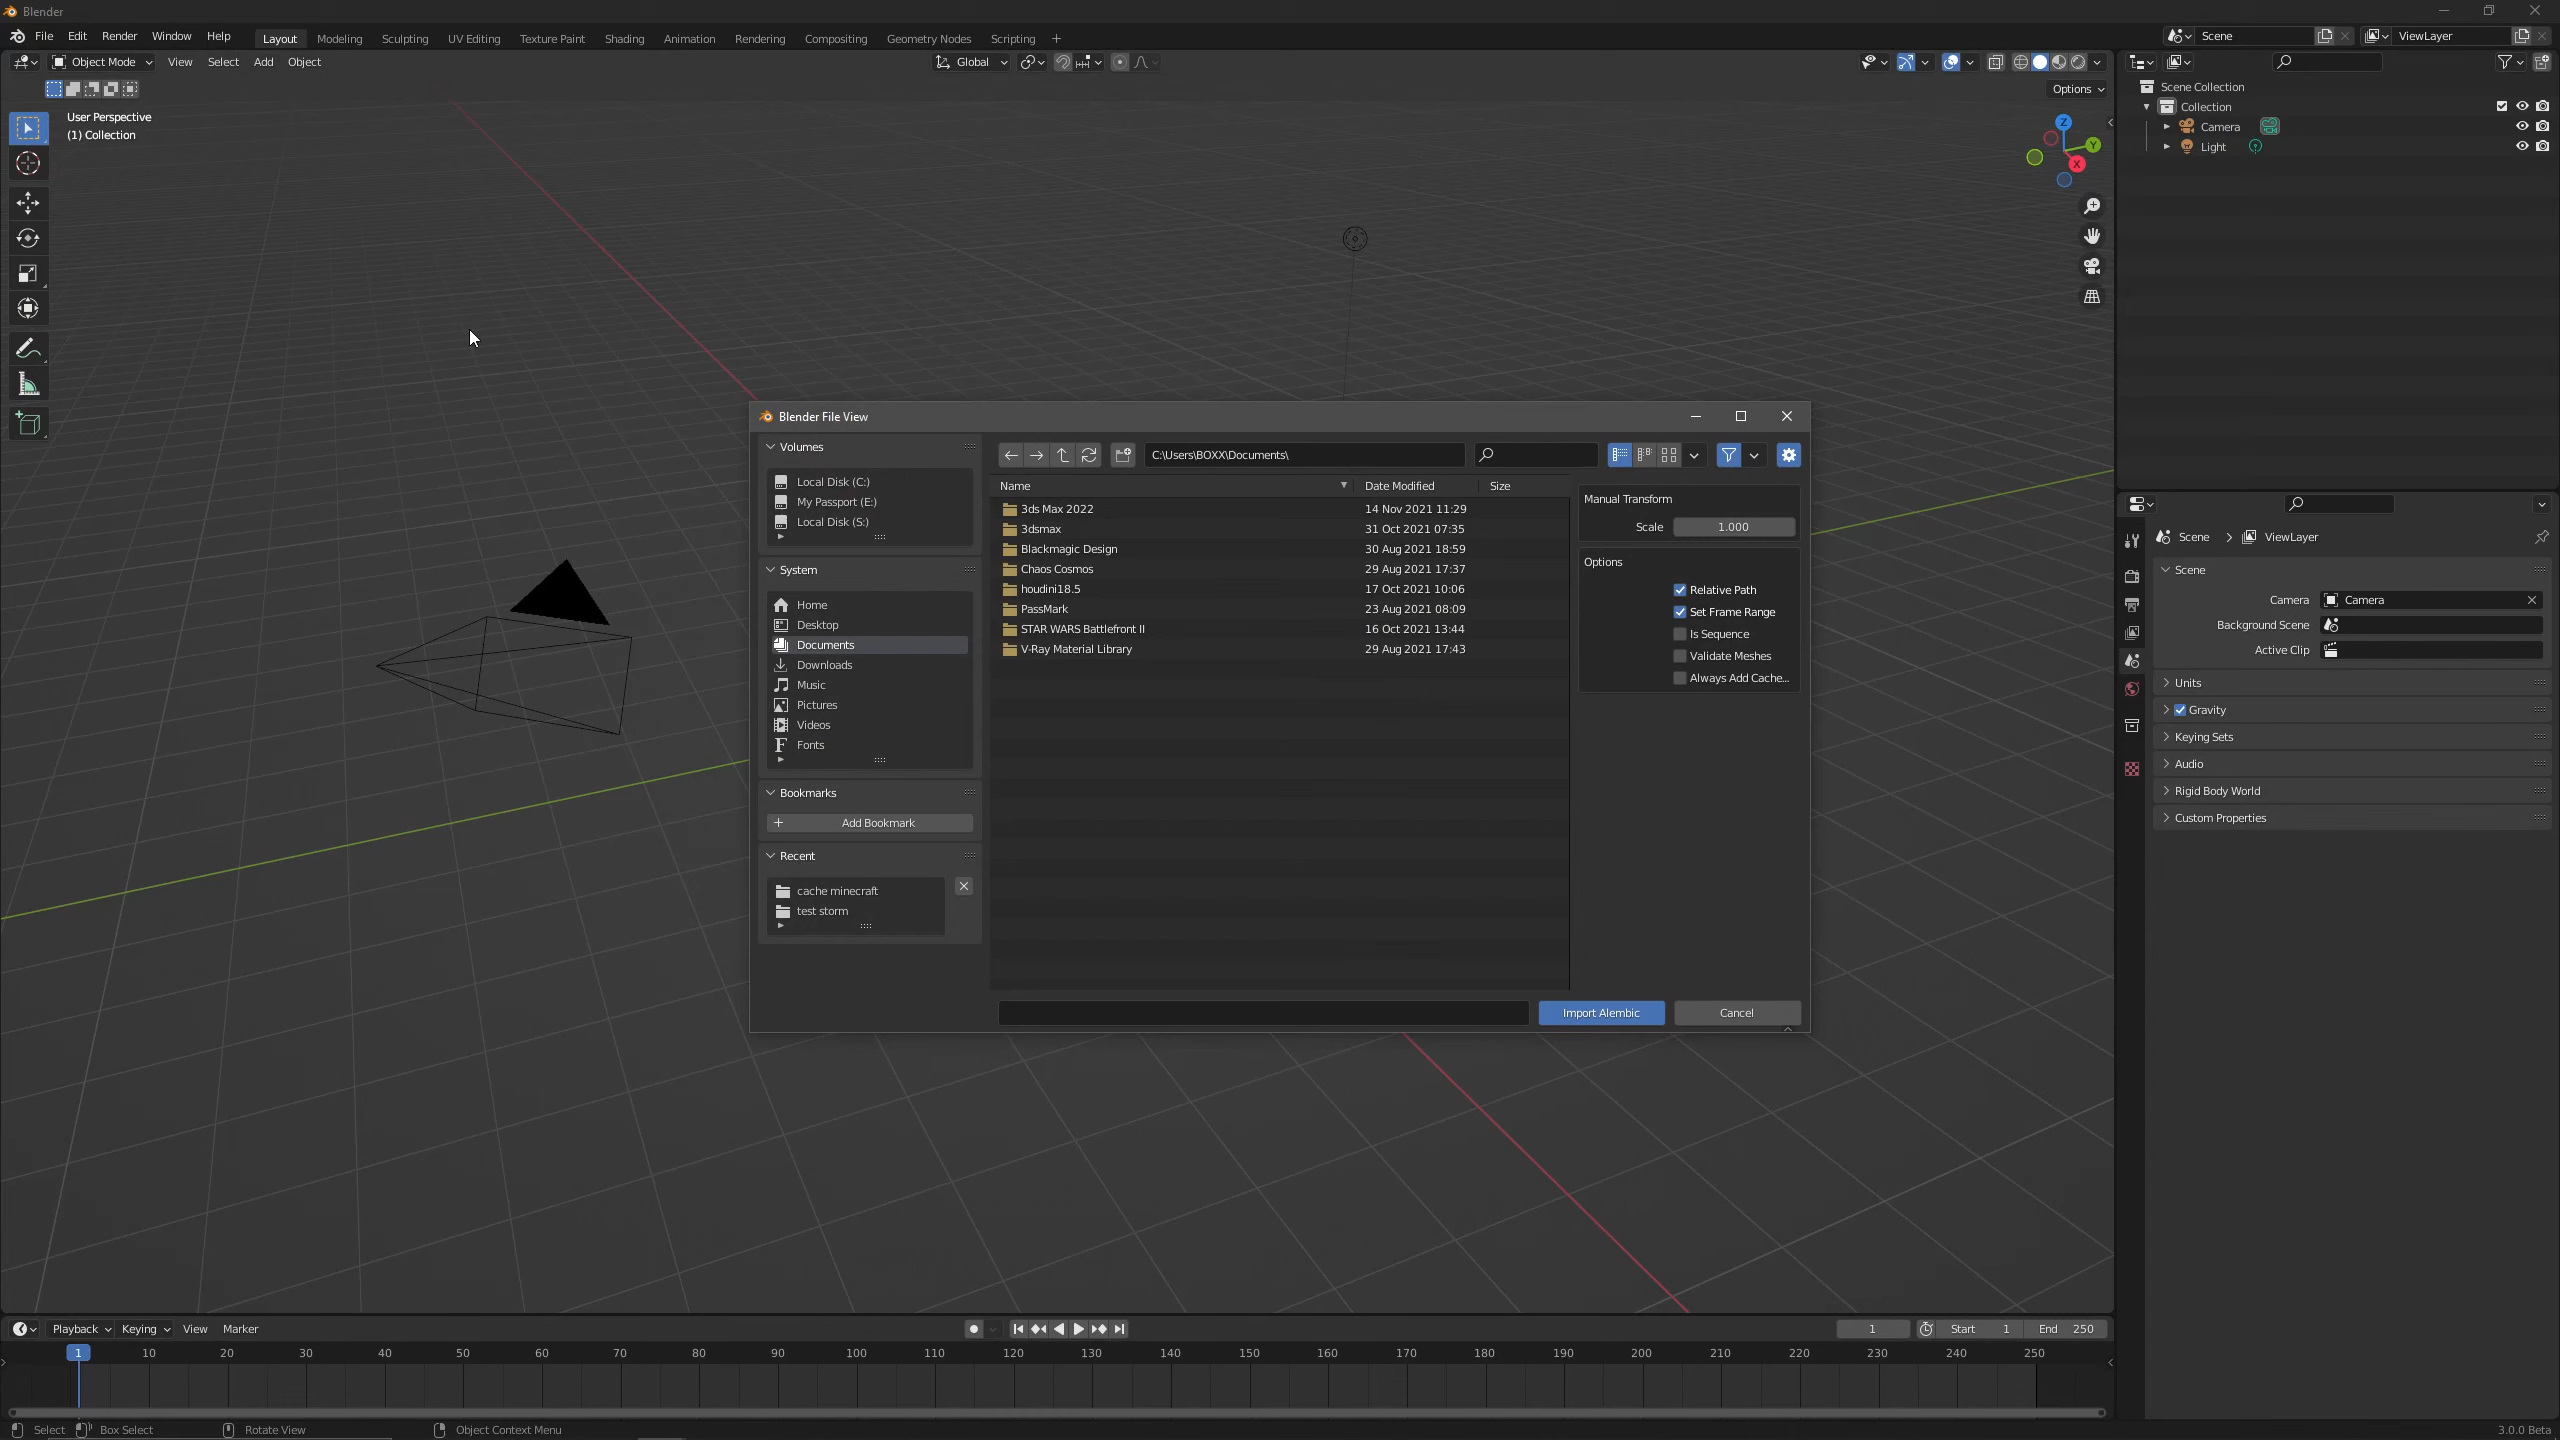 Blender
File Edit Render Window Help Layout Modeling Sculpting UV Editing Texture Paint Shading Animation Rendering Compositing Geometry Nodes Scripting + Scene ViewLayer
Object Mode View Select Add Object Global
Options
User Perspective
(1) Collection
Z
Y
X
Scene Collection
Collection
Camera
Light
Blender File View
Volumes
Local Disk (C:)
My Passport (E:)
Local Disk (S:)
System
Home
Desktop
Documents
Downloads
Music
Pictures
Videos
Fonts
Bookmarks
Add Bookmark
Recent
cache minecraft
test storm
C:\Users\BOXX\Documents\
Name Date Modified Size
3ds Max 2022 14 Nov 2021 11:29
3dsmax 31 Oct 2021 07:35
Blackmagic Design 30 Aug 2021 18:59
Chaos Cosmos 29 Aug 2021 17:37
houdini18.5 17 Oct 2021 10:06
PassMark 23 Aug 2021 08:09
STAR WARS Battlefront II 16 Oct 2021 13:44
V-Ray Material Library 29 Aug 2021 17:43
Manual Transform
Scale 1.000
Options
Relative Path
Set Frame Range
Is Sequence
Validate Meshes
Always Add Cache...
Import Alembic Cancel
Scene ViewLayer
Scene
Camera Camera
Background Scene
Active Clip
Units
Gravity
Keying Sets
Audio
Rigid Body World
Custom Properties
Playback Keying View Marker 1 Start 1 End 250
1 10 20 30 40 50 60 70 80 90 100 110 120 130 140 150 160 170 180 190 200 210 220 230 240 250
Select Box Select Rotate View Object Context Menu 3.0.0 Beta